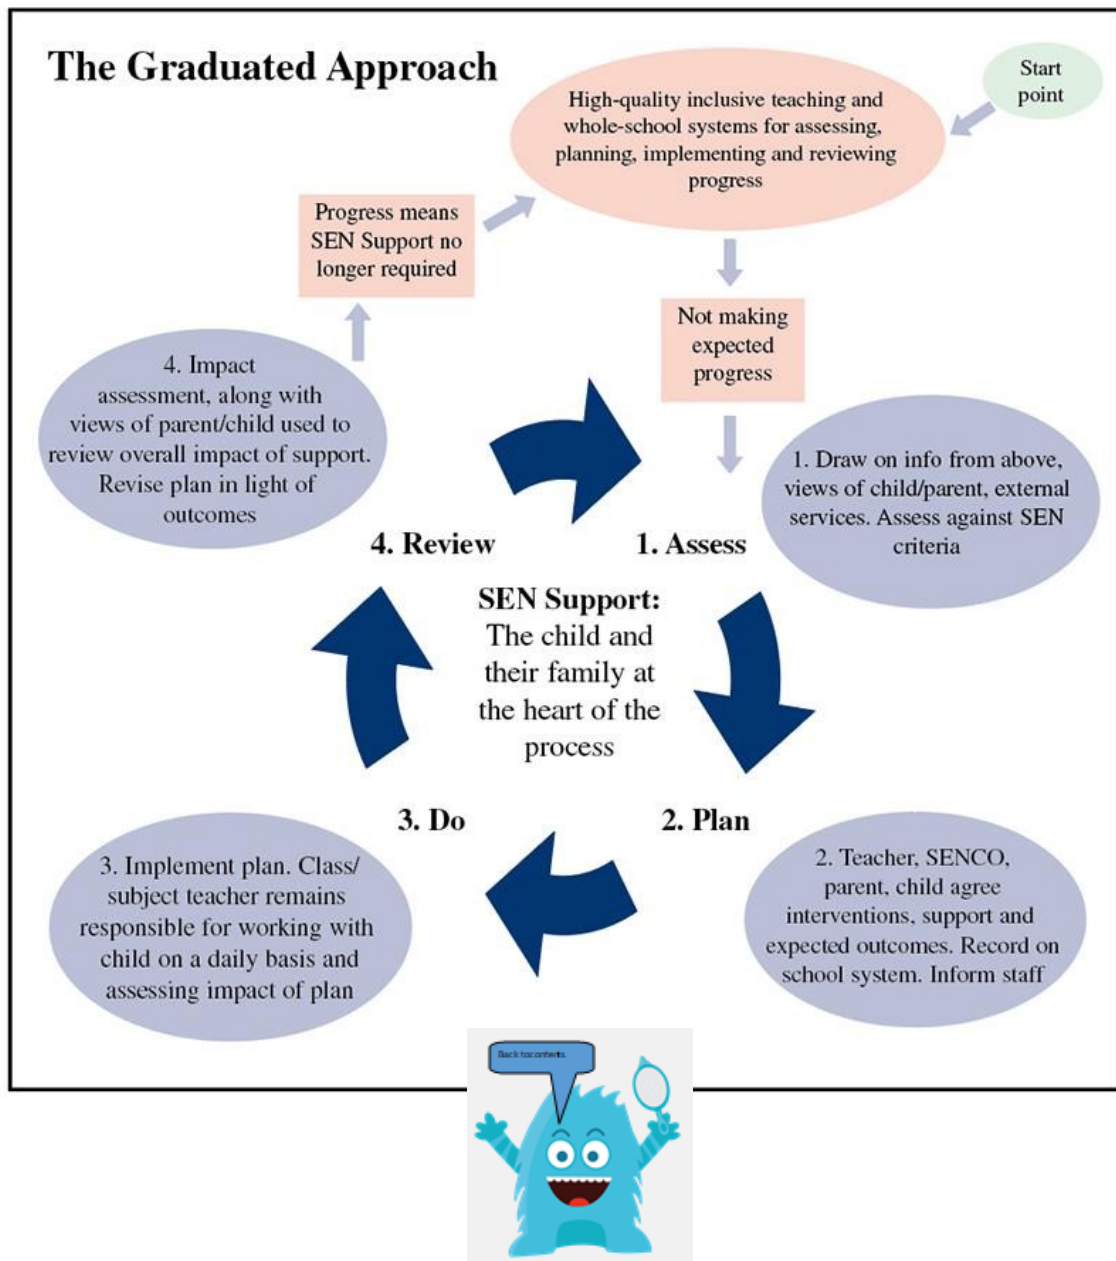 The Graduated Approach
Start
point
High-quality inclusive teaching and
whole-school systems for assessing,
planning, implementing and reviewing
progress
Progress means
SEN Support no
longer required
Not making
expected
progress
4. Impact
assessment, along with
views of parent/child used to
review overall impact of support.
Revise plan in light of
outcomes
1. Draw on info from above,
views of child/parent, external
services. Assess against SEN
criteria
4. Review
1. Assess
SEN Support:
The child and
their family at
the heart of the
process
3. Do
2. Plan
3. Implement plan. Class/
subject teacher remains
responsible for working with
child on a daily basis and
assessing impact of plan
2. Teacher, SENCO,
parent, child agree
interventions, support and
expected outcomes. Record on
school system. Inform staff
Back to contents.